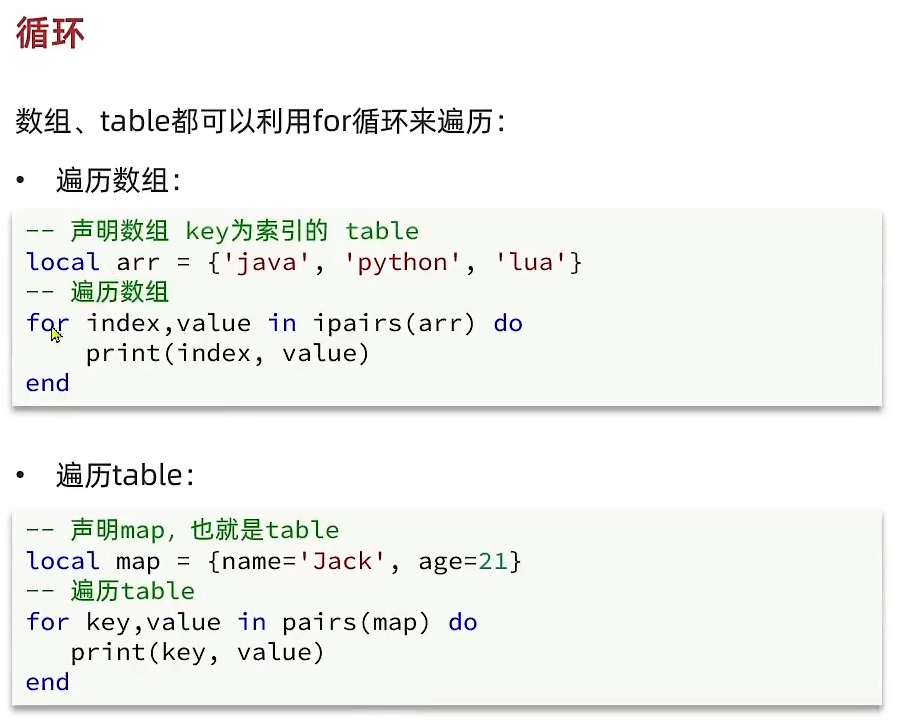 循环
数组、table都可以利用for循环来遍历：
• 遍历数组：
-- 声明数组 key为索引的 table
local arr = {'java', 'python', 'lua'}
-- 遍历数组
for index,value in ipairs(arr) do
    print(index, value)
end
• 遍历table：
-- 声明map，也就是table
local map = {name='Jack', age=21}
-- 遍历table
for key,value in pairs(map) do
   print(key, value)
end